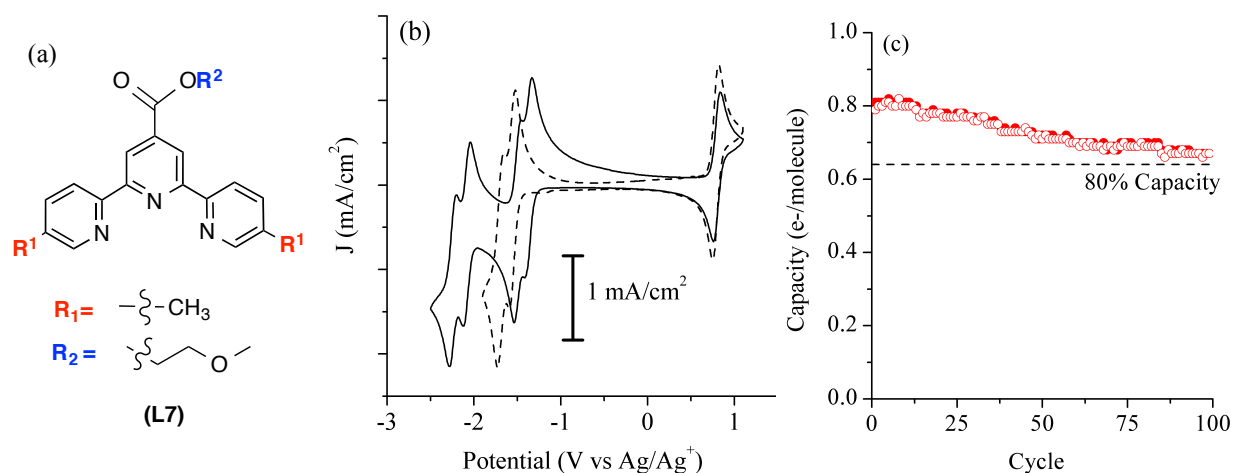 (a)
O
OR²
N
N
N
R¹
R¹
R₁=
CH₃
R₂ =
O
(L7)
(b)
J (mA/cm²)
1 mA/cm²
-3
-2
-1
0
1
Potential (V vs Ag/Ag⁺)
(c)
Capacity (e-/molecule)
1.0
0.8
0.6
0.4
0.2
0.0
80% Capacity
0
25
50
75
100
Cycle